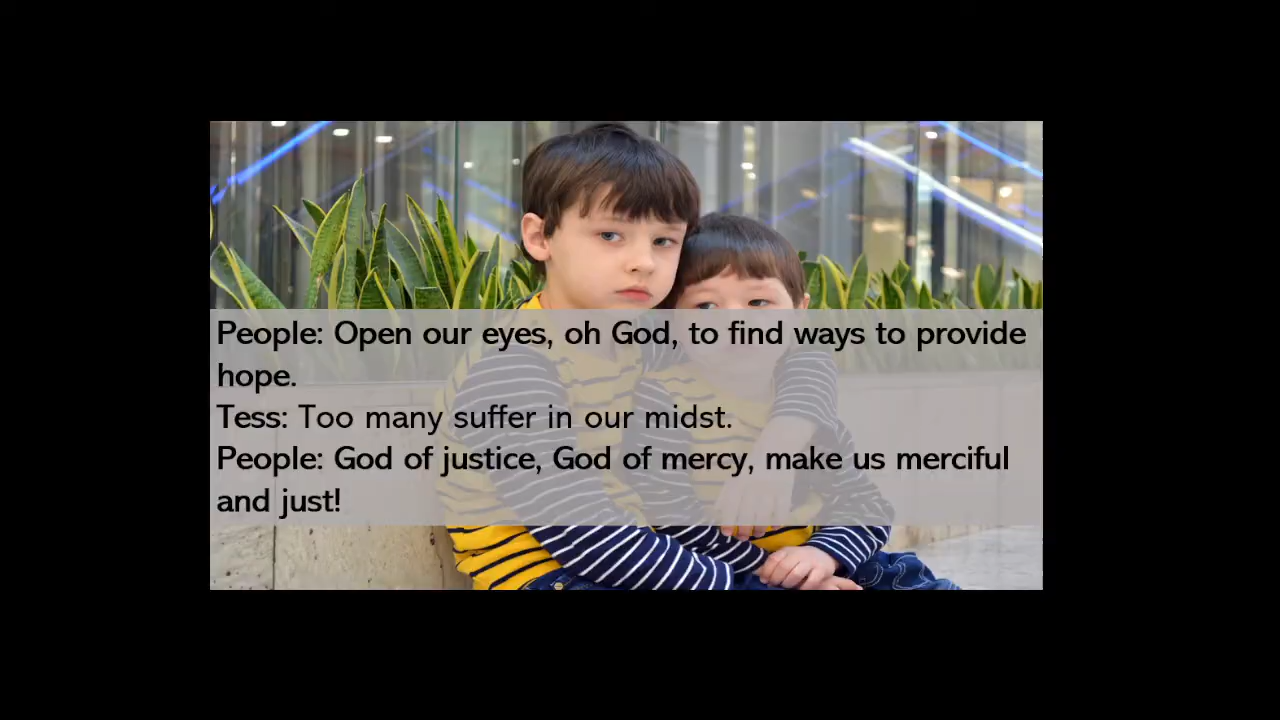 People: Open our eyes, oh God, to find ways to provide
hope.
Tess: Too many suffer in our midst.
People: God of justice, God of mercy, make us merciful
and just!